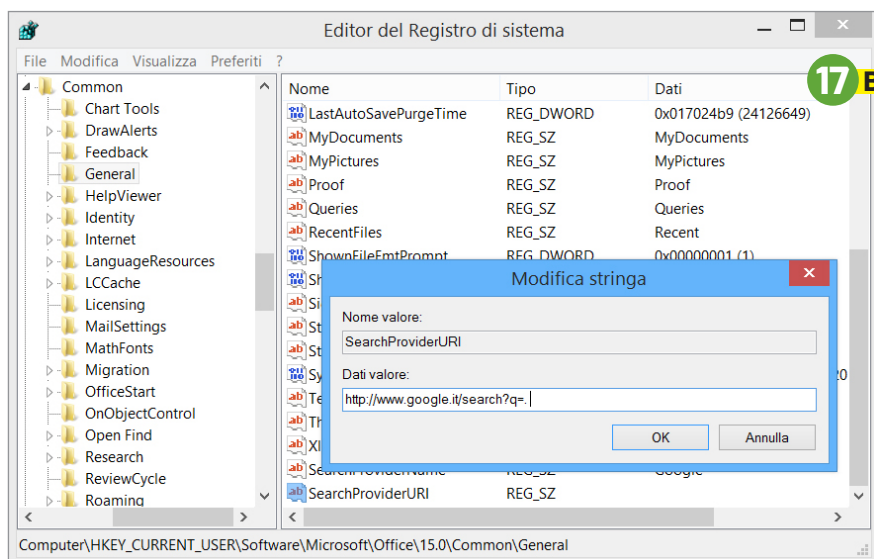 Editor del Registro di sistema
File Modifica Visualizza Preferiti ?
17
Common
Chart Tools
DrawAlerts
Feedback
General
HelpViewer
Identity
Internet
LanguageResources
LCCache
Licensing
MailSettings
MathFonts
Migration
OfficeStart
OnObjectControl
Open Find
Research
ReviewCycle
Roaming
Nome Tipo Dati
LastAutoSavePurgeTime REG_DWORD 0x017024b9 (24126649)
MyDocuments REG_SZ MyDocuments
MyPictures REG_SZ MyPictures
Proof REG_SZ Proof
Queries REG_SZ Queries
RecentFiles REG_SZ Recent
ShownFileFmtPrompt REG_DWORD 0x00000001 (1)
SearchProviderName REG_SZ Google
SearchProviderURI REG_SZ
Modifica stringa
Nome valore:
SearchProviderURI
Dati valore:
http://www.google.it/search?q=.
OK Annulla
Computer\HKEY_CURRENT_USER\Software\Microsoft\Office\15.0\Common\General